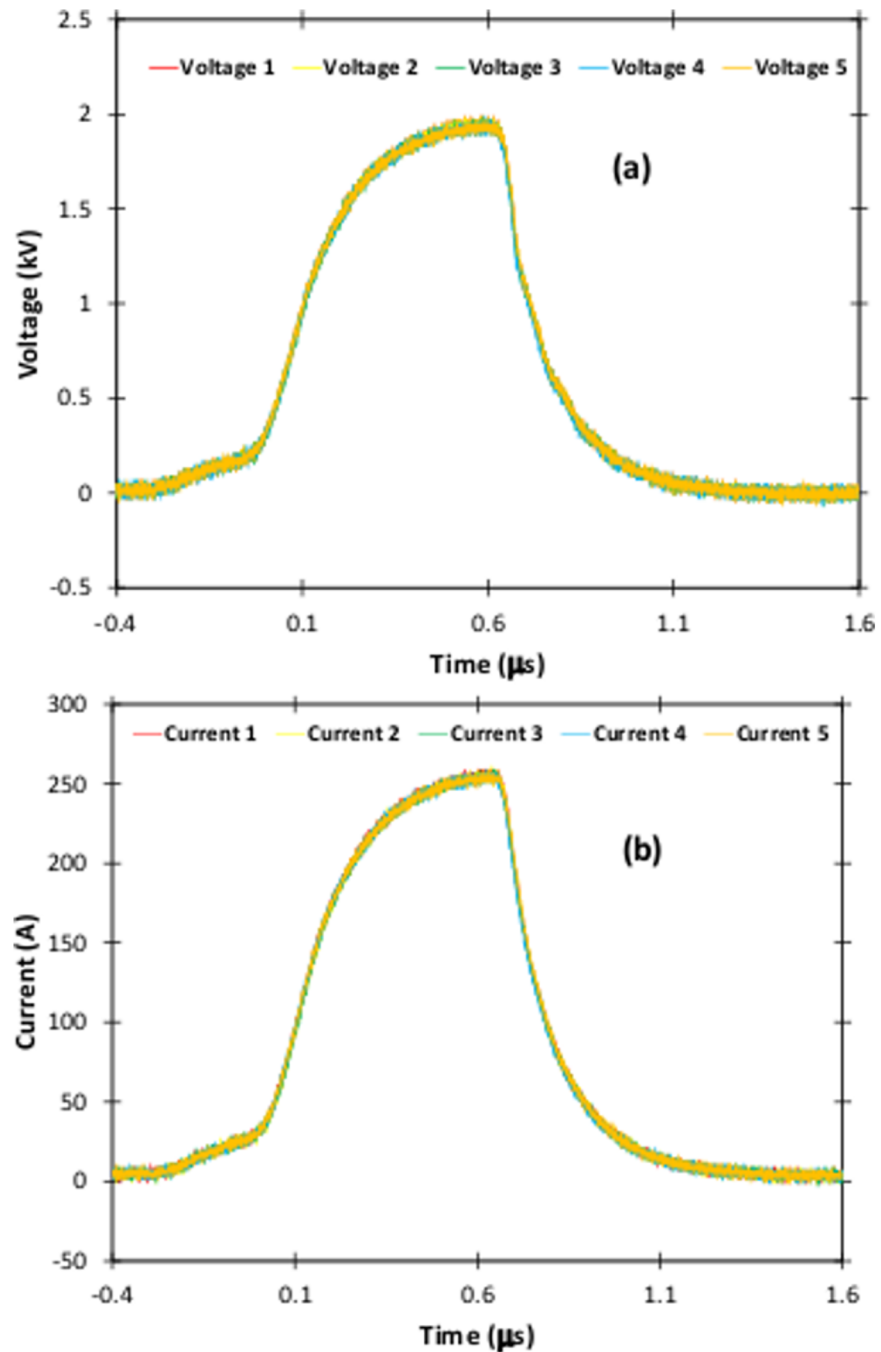 2.5
Voltage 1 Voltage 2 Voltage 3 Voltage 4 Voltage 5
2
(a)
1.5
Voltage (kV)
1
0.5
0
-0.5
-0.4 0.1 0.6 1.1 1.6
Time (μs)
300
Current 1 Current 2 Current 3 Current 4 Current 5
250
(b)
200
150
Current (A)
100
50
0
-50
-0.4 0.1 0.6 1.1 1.6
Time (μs)